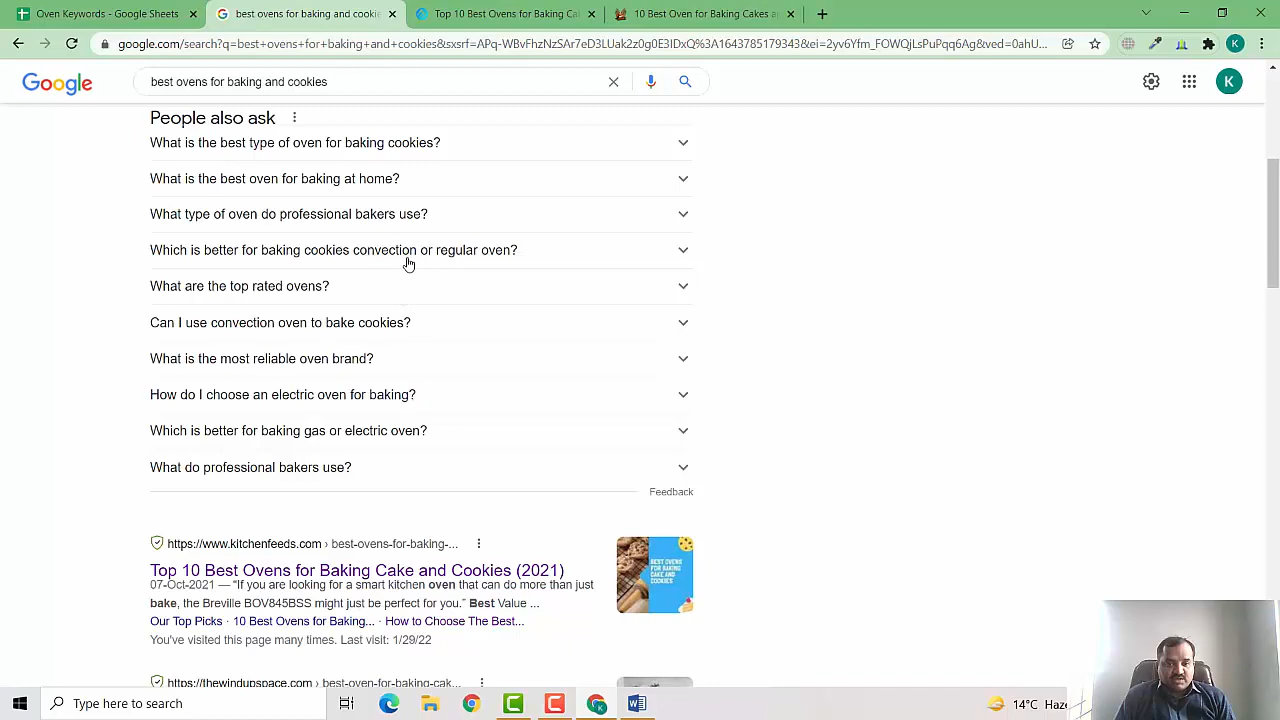 Oven Keywords - Google Sheets
best ovens for baking and cookie
Top 10 Best Ovens for Baking Ca
10 Best Oven for Baking Cakes a
google.com/search?q=best+ovens+for+baking+and+cookies&sxsrf=APq-WBvFhzNzSAr7eD3LUak2z0g0E3IDxQ%3A1643785179343&ei=2yv6Yfm_FOWQjLsPuPqq6Ag&ved=0ahU...
K
Google
best ovens for baking and cookies
K
People also ask
What is the best type of oven for baking cookies?
What is the best oven for baking at home?
What type of oven do professional bakers use?
Which is better for baking cookies convection or regular oven?
What are the top rated ovens?
Can I use convection oven to bake cookies?
What is the most reliable oven brand?
How do I choose an electric oven for baking?
Which is better for baking gas or electric oven?
What do professional bakers use?
Feedback
https://www.kitchenfeeds.com › best-ovens-for-baking-...
Top 10 Best Ovens for Baking Cake and Cookies (2021)
07-Oct-2021 — “If you are looking for a smart kitchen oven that can do more than just
bake, the Breville BOV845BSS might just be perfect for you.” Best Value ...
Our Top Picks · 10 Best Ovens for Baking... · How to Choose The Best...
You've visited this page many times. Last visit: 1/29/22
BEST OVENS
FOR BAKING
CAKE AND
COOKIES
https://thewindupspace.com › best-oven-for-baking-cak...
Type here to search
14°C Haze